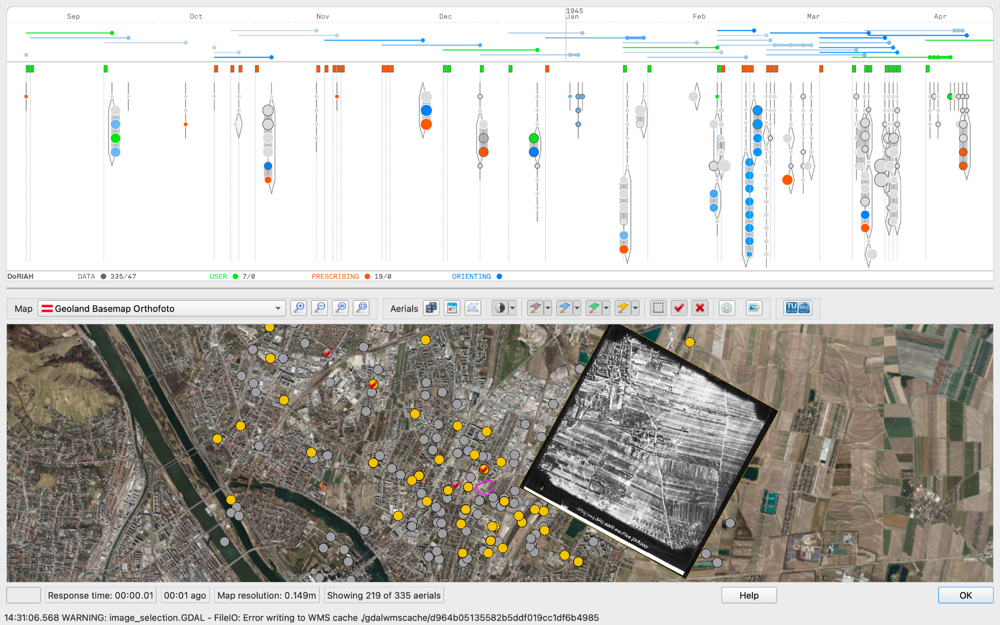 1945
Sep Oct Nov Dec Jan Feb Mar Apr
DoRIAH DATA 335/47 USER 7/0 PRESCRIBING 19/0 ORIENTING
Map Geoland Basemap Orthofoto Aerials TU WIEN GEO
Response time: 00:00.01 00:01 ago Map resolution: 0.149m Showing 219 of 335 aerials Help OK
14:31:06.568 WARNING: image_selection.GDAL - FileIO: Error writing to WMS cache ./gdalwmscache/d964b05135582b5ddf019cc1df6b4985